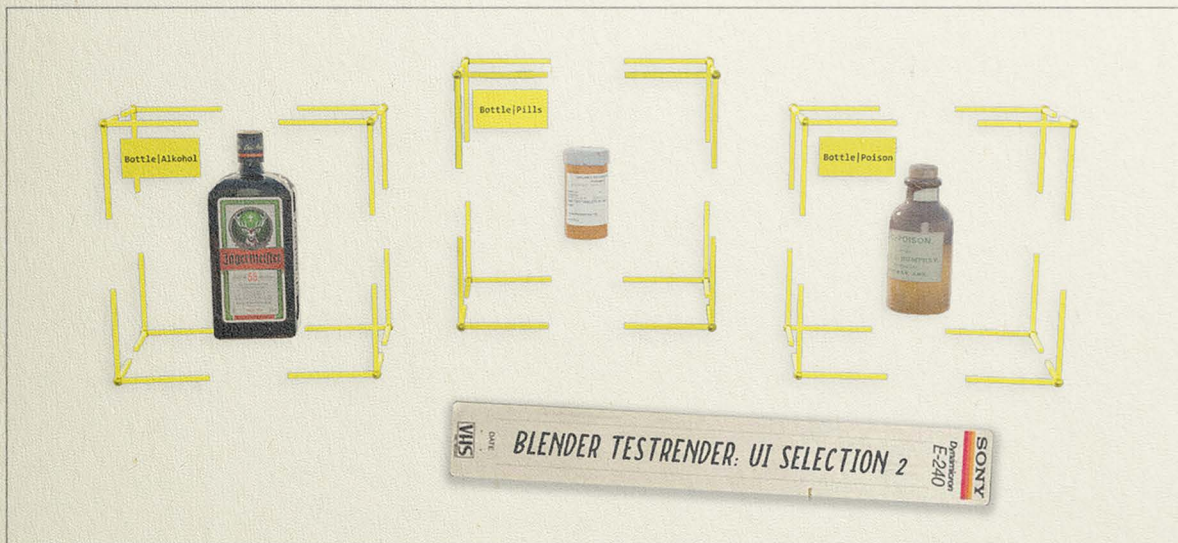 Bottle|Pills
Bottle|Alkohol
Bottle|Poison
Jägermeister
POISON
VHS
DATE
BLENDER TESTRENDER: UI SELECTION 2
E-240
Dynamicron
SONY